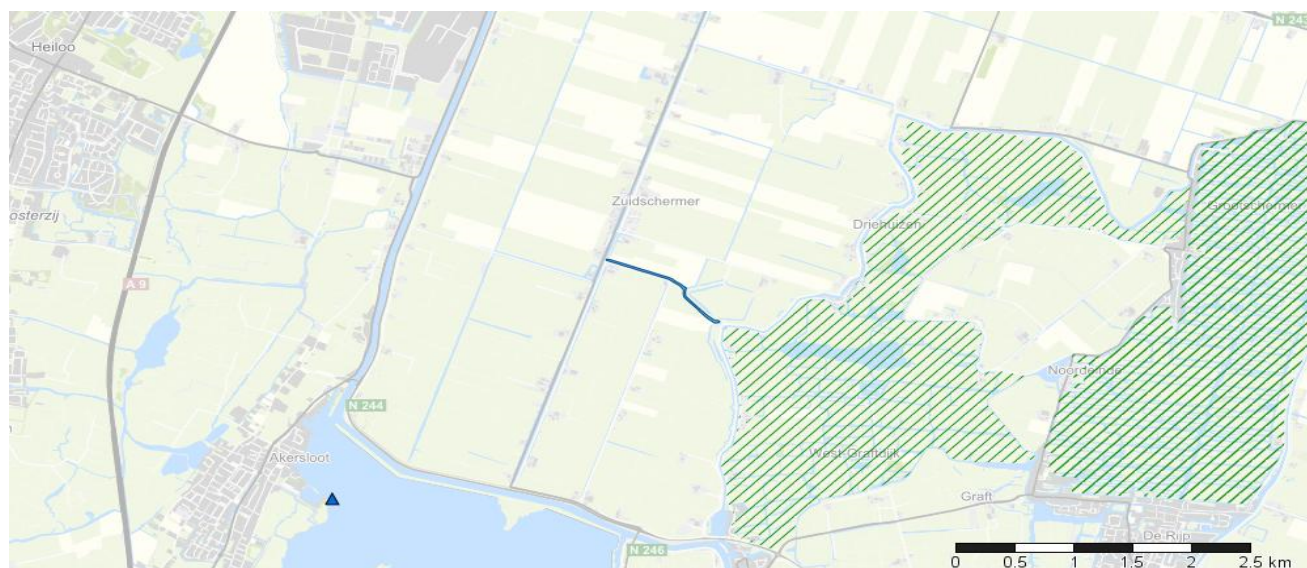 N 243
Heiloo
Zuidschermer
Grootschermer
osterzij
Driehuizen
A 9
Noordeinde
N 244
West-Graftdijk
Akersloot
Graft
De Rijp
N 246
0 0.5 1 1.5 2 2.5 km